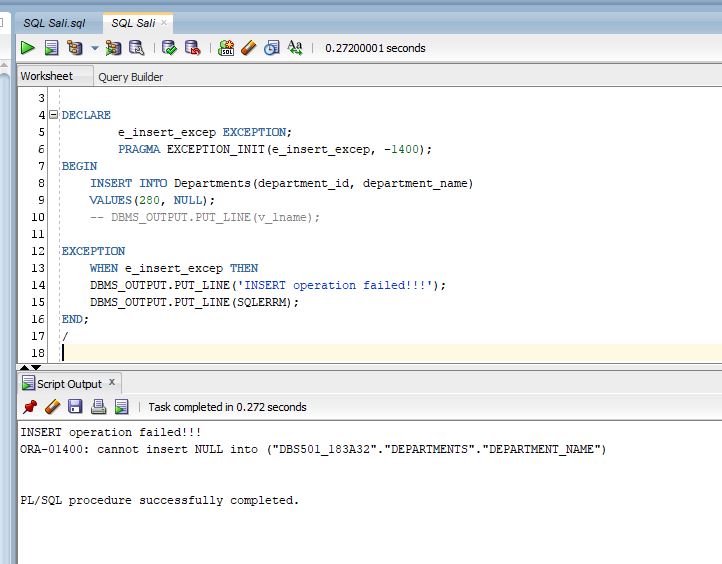 SQL Sali.sql SQL Sali
0.27200001 seconds
Worksheet Query Builder
3
4 DECLARE
5 e_insert_excep EXCEPTION;
6 PRAGMA EXCEPTION_INIT(e_insert_excep, -1400);
7 BEGIN
8 INSERT INTO Departments(department_id, department_name)
9 VALUES(280, NULL);
10 -- DBMS_OUTPUT.PUT_LINE(v_lname);
11
12 EXCEPTION
13 WHEN e_insert_excep THEN
14 DBMS_OUTPUT.PUT_LINE('INSERT operation failed!!!');
15 DBMS_OUTPUT.PUT_LINE(SQLERRM);
16 END;
17 /
18
Script Output x
Task completed in 0.272 seconds
INSERT operation failed!!!
ORA-01400: cannot insert NULL into ("DBS501_183A32"."DEPARTMENTS"."DEPARTMENT_NAME")
PL/SQL procedure successfully completed.